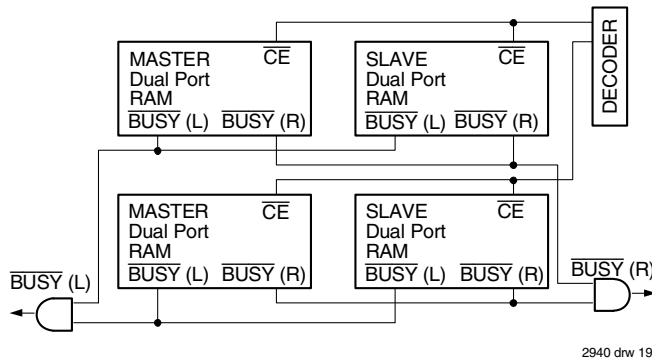 MASTER
Dual Port
RAM
CE
BUSY (L) BUSY (R)
SLAVE
Dual Port
RAM
CE
BUSY (L) BUSY (R)
DECODER
MASTER
Dual Port
RAM
CE
BUSY (L) BUSY (R)
SLAVE
Dual Port
RAM
CE
BUSY (L) BUSY (R)
BUSY (L)
BUSY (R)
2940 drw 19